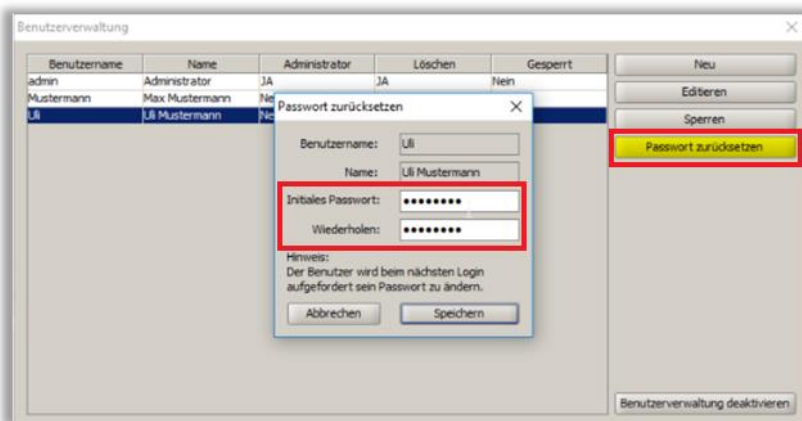 Benutzerverwaltung
Benutzername Name Administrator Löschen Gesperrt
admin Administrator JA JA Nein
Mustermann Max Mustermann Ne
Uli Uli Mustermann Ne
Neu
Editieren
Sperren
Passwort zurücksetzen
Passwort zurücksetzen
Benutzername: Uli
Name: Uli Mustermann
Initiales Passwort: ●●●●●●●●
Wiederholen: ●●●●●●●●
Hinweis:
Der Benutzer wird beim nächsten Login
aufgefordert sein Passwort zu ändern.
Abbrechen Speichern
Benutzerverwaltung deaktivieren